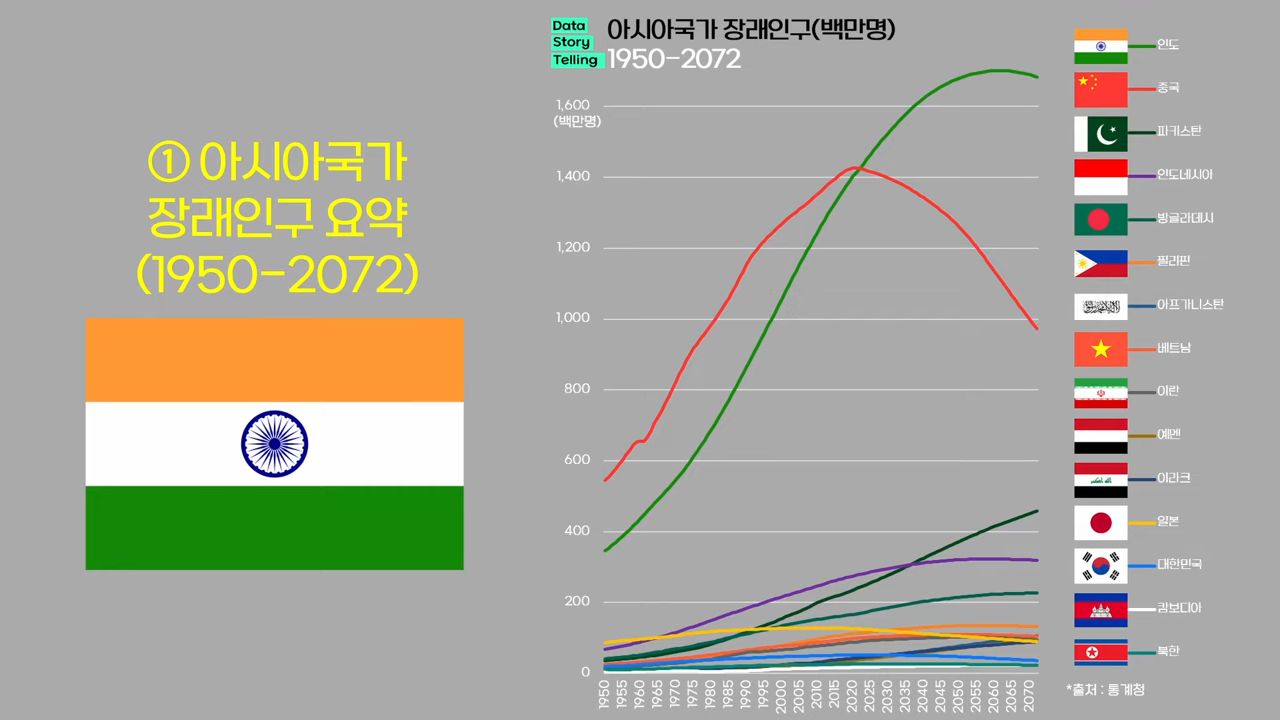 ① 아시아국가
장래인구 요약
(1950-2072)
Data
Story
Telling
아시아국가 장래인구(백만명)
1950-2072
1,600
(백만명)
1,400
1,200
1,000
800
600
400
200
0
1950 1955 1960 1965 1970 1975 1980 1985 1990 1995 2000 2005 2010 2015 2020 2025 2030 2035 2040 2045 2050 2055 2060 2065 2070
인도
중국
파키스탄
인도네시아
방글라데시
필리핀
아프가니스탄
베트남
이란
예멘
이라크
일본
대한민국
캄보디아
북한
*출처 : 통계청